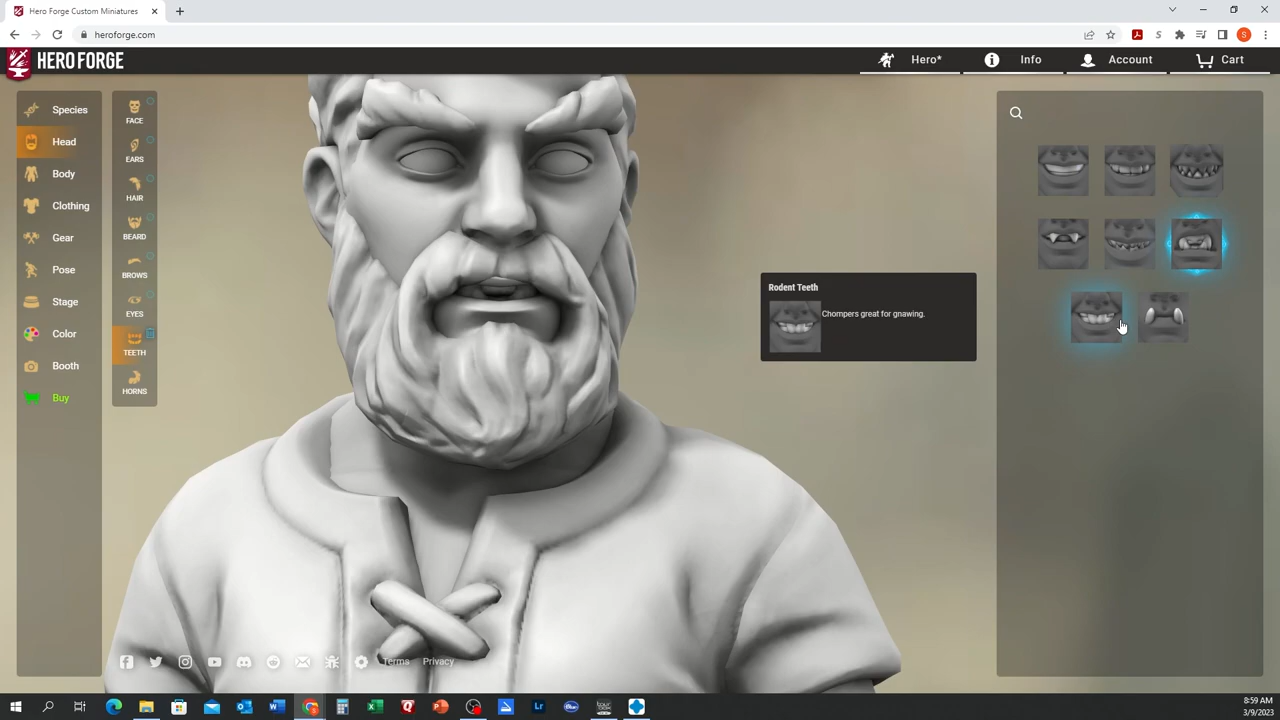 Hero Forge Custom Miniatures
heroforge.com
S
S
HERO FORGE
Hero*
Info
Account
Cart
Species
Head
Body
Clothing
Gear
Pose
Stage
Color
Booth
Buy
FACE
EARS
HAIR
BEARD
BROWS
EYES
TEETH
HORNS
Rodent Teeth
Chompers great for gnawing.
Terms
Privacy
8:59 AM
3/9/2023